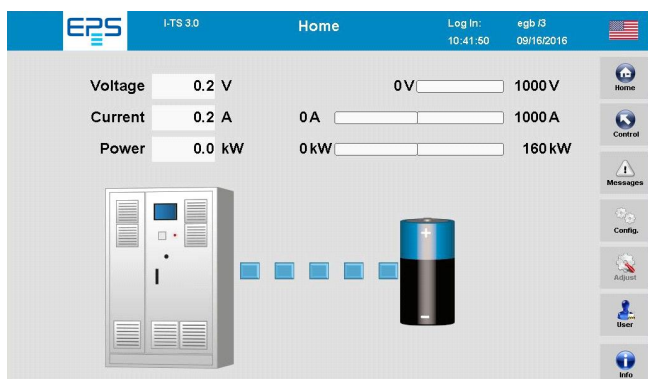 EPS
I-TS 3.0
Home
Log In:
egb /3
10:41:50
09/16/2016
Voltage 0.2 V
0 V 1000 V
Current 0.2 A
0 A 1000 A
Power 0.0 kW
0 kW 160 kW
Home
Control
Messages
Config.
Adjust
User
Info
+
-